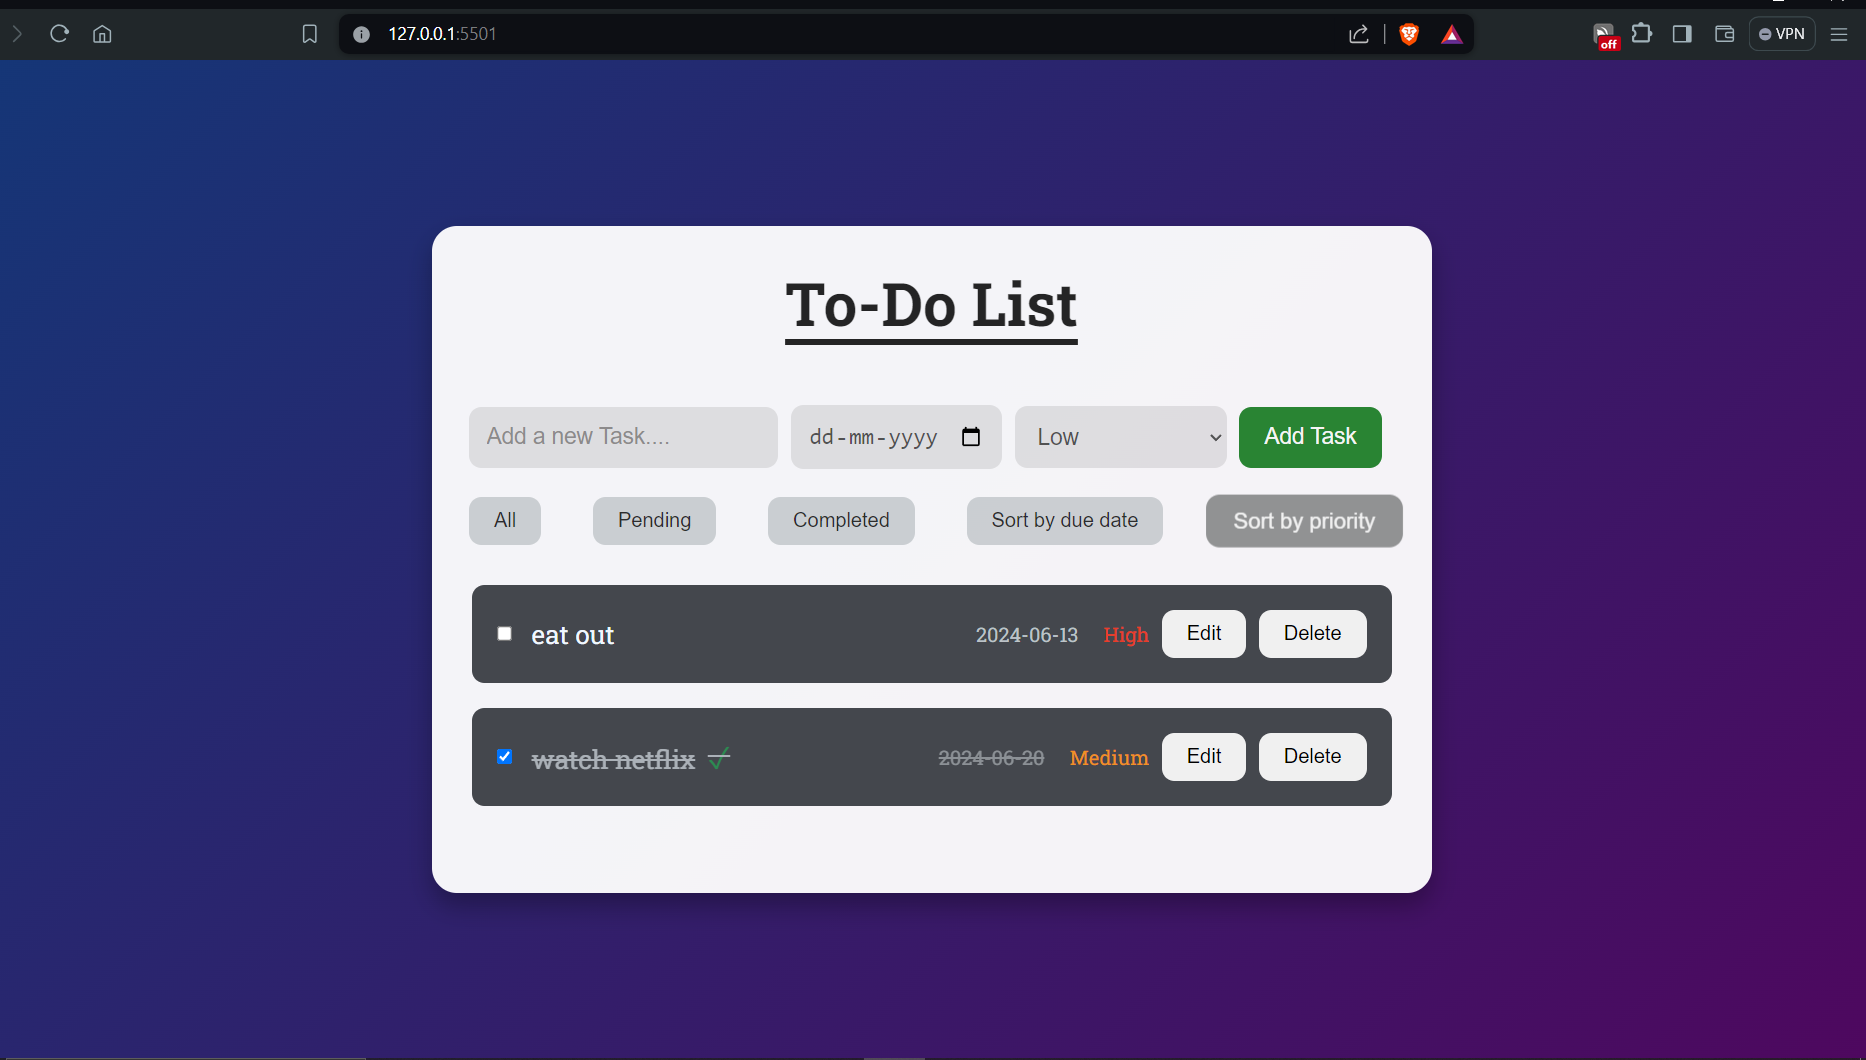 127.0.0.1:5501
off
VPN
To-Do List
Add a new Task.... dd-mm-yyyy Low Add Task
All Pending Completed Sort by due date Sort by priority
eat out 2024-06-13 High Edit Delete
watch netflix ✓ 2024-06-20 Medium Edit Delete